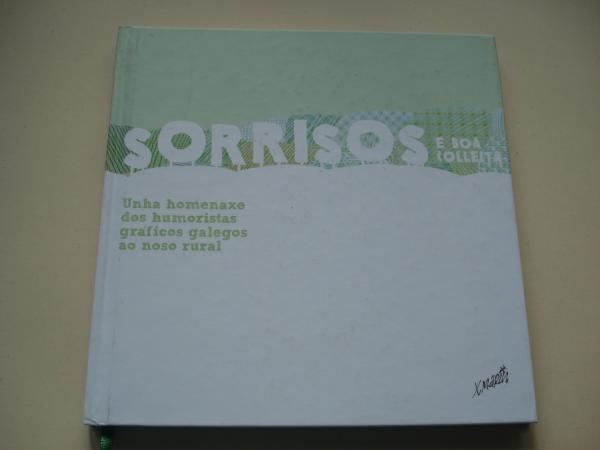 SORRISOS
E BOA
COLLEITA
Unha homenaxe
dos humoristas
gráficos galegos
ao noso rural